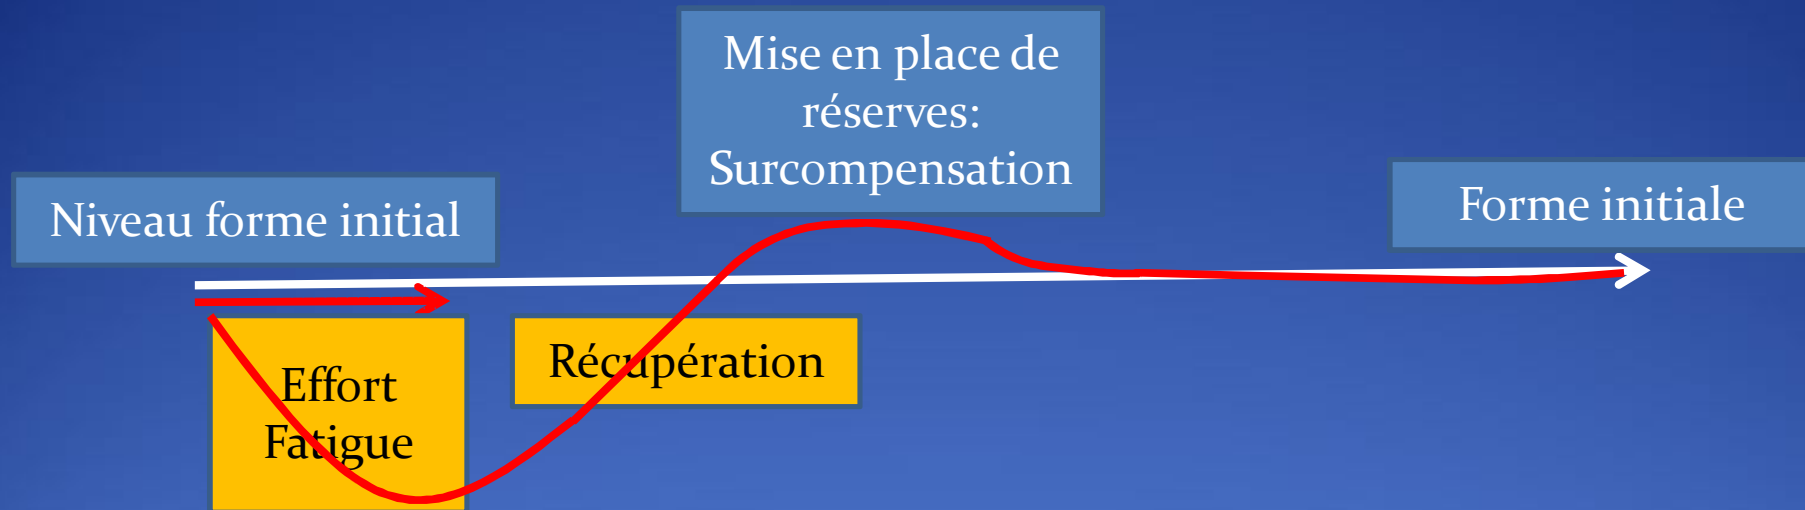 Mise en place de
réserves:
Surcompensation
Niveau forme initial
Forme initiale
Effort
Fatigue
Récupération